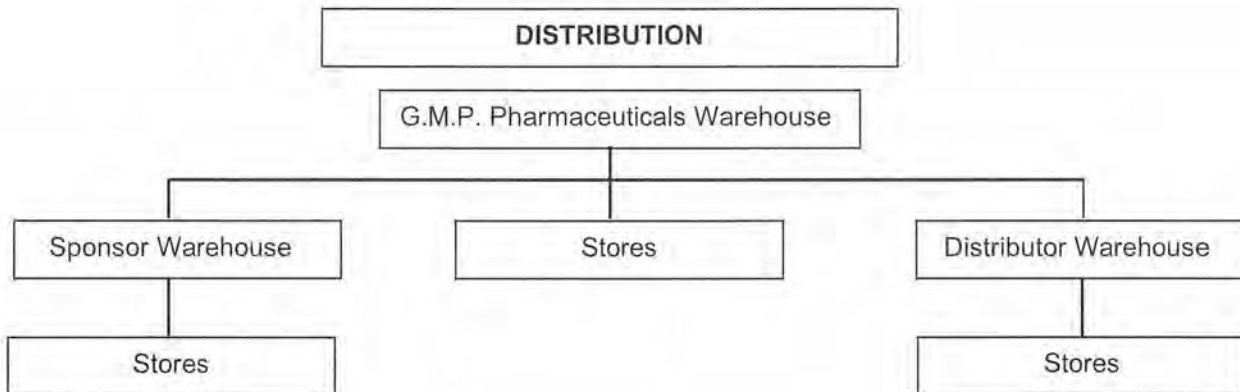 DISTRIBUTION
G.M.P. Pharmaceuticals Warehouse
Sponsor Warehouse
Stores
Distributor Warehouse
Stores
Stores